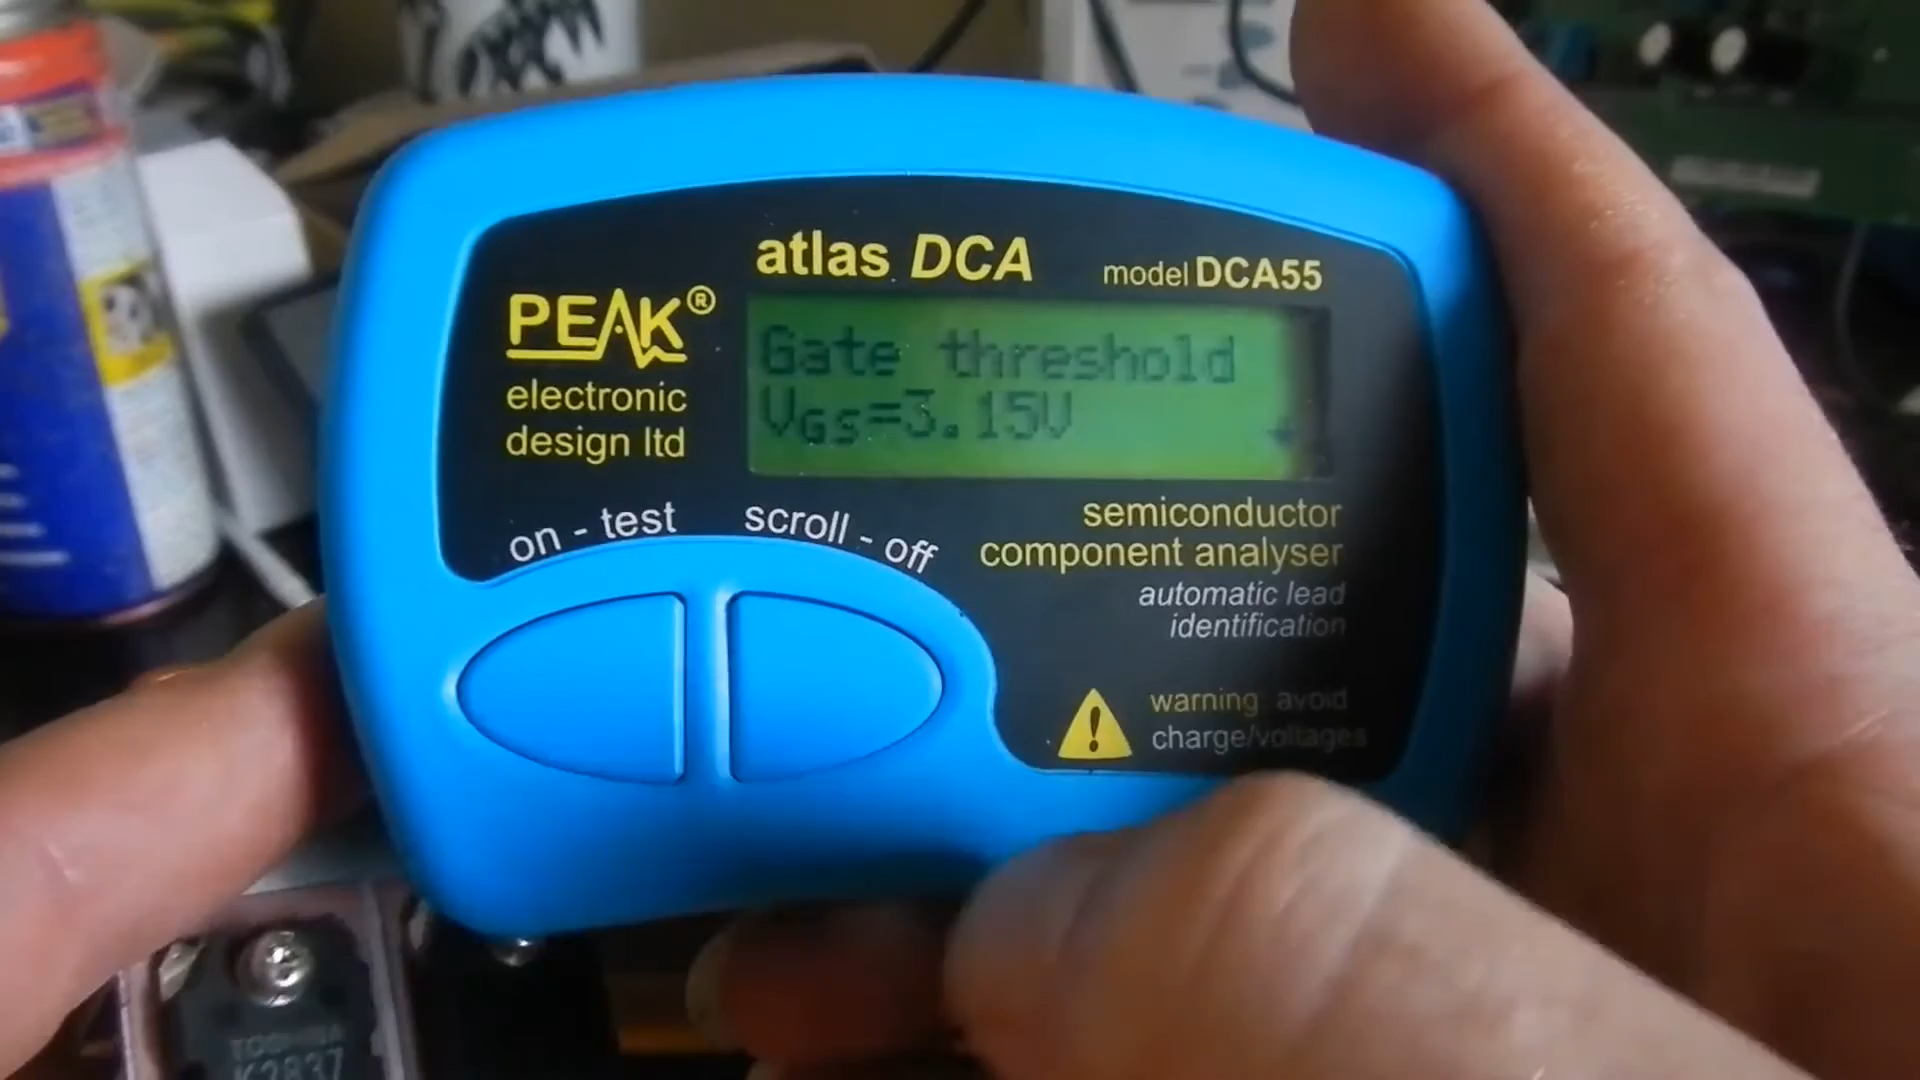 atlas DCA
model DCA55
PEAK®
electronic
design ltd
Gate threshold
VGS=3.15V
on - test
scroll - off
semiconductor
component analyser
automatic lead
identification
warning: avoid
charge/voltages
TOSHIBA
K2837